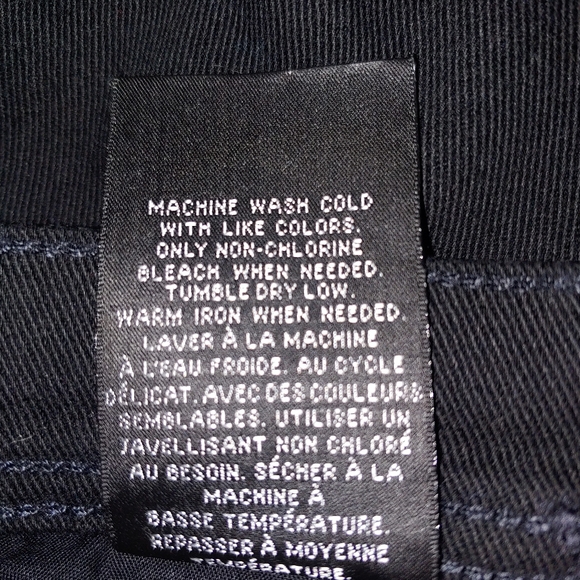 MACHINE WASH COLD
WITH LIKE COLORS.
ONLY NON-CHLORINE
BLEACH WHEN NEEDED.
TUMBLE DRY LOW.
WARM IRON WHEN NEEDED.
LAVER À LA MACHINE
À L'EAU FROIDE. AU CYCLE
DÉLICAT, AVEC DES COULEURS
SEMBLABLES. UTILISER UN
JAVELLISANT NON CHLORÉ
AU BESOIN. SÉCHER À LA
MACHINE À
BASSE TEMPÉRATURE.
REPASSER À MOYENNE
TEMPÉRATURE.